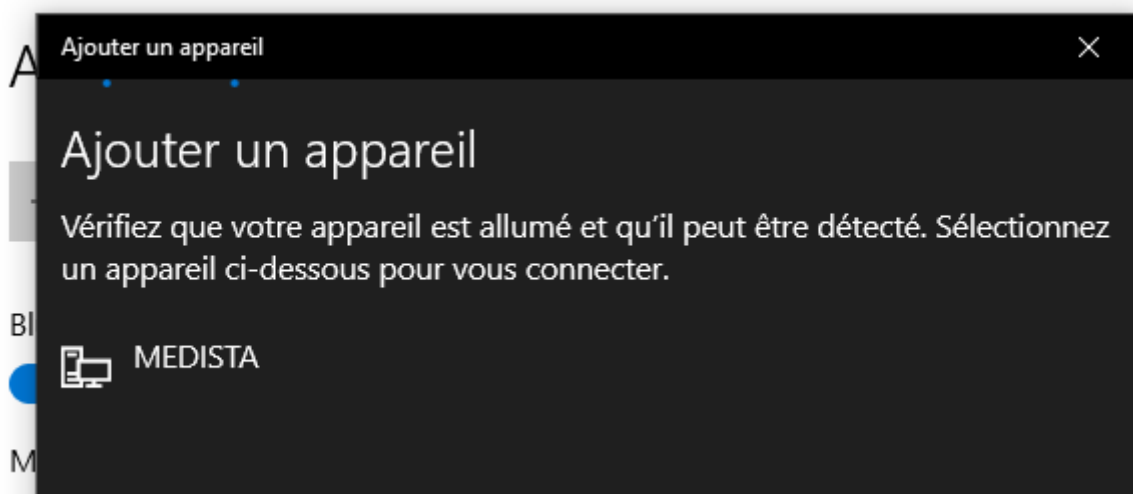 Ajouter un appareil
A
Ajouter un appareil
Vérifiez que votre appareil est allumé et qu’il peut être détecté. Sélectionnez
un appareil ci-dessous pour vous connecter.
Bl
MEDISTA
M